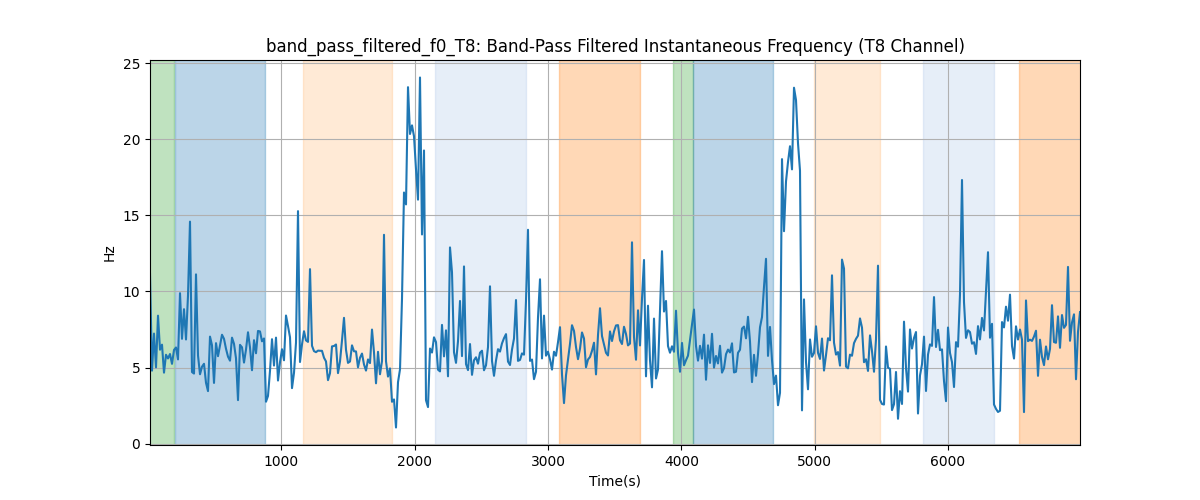 band_pass_filtered_f0_T8: Band-Pass Filtered Instantaneous Frequency (T8 Channel)
25
20
15
10
5
0
Hz
1000 2000 3000 4000 5000 6000
Time(s)